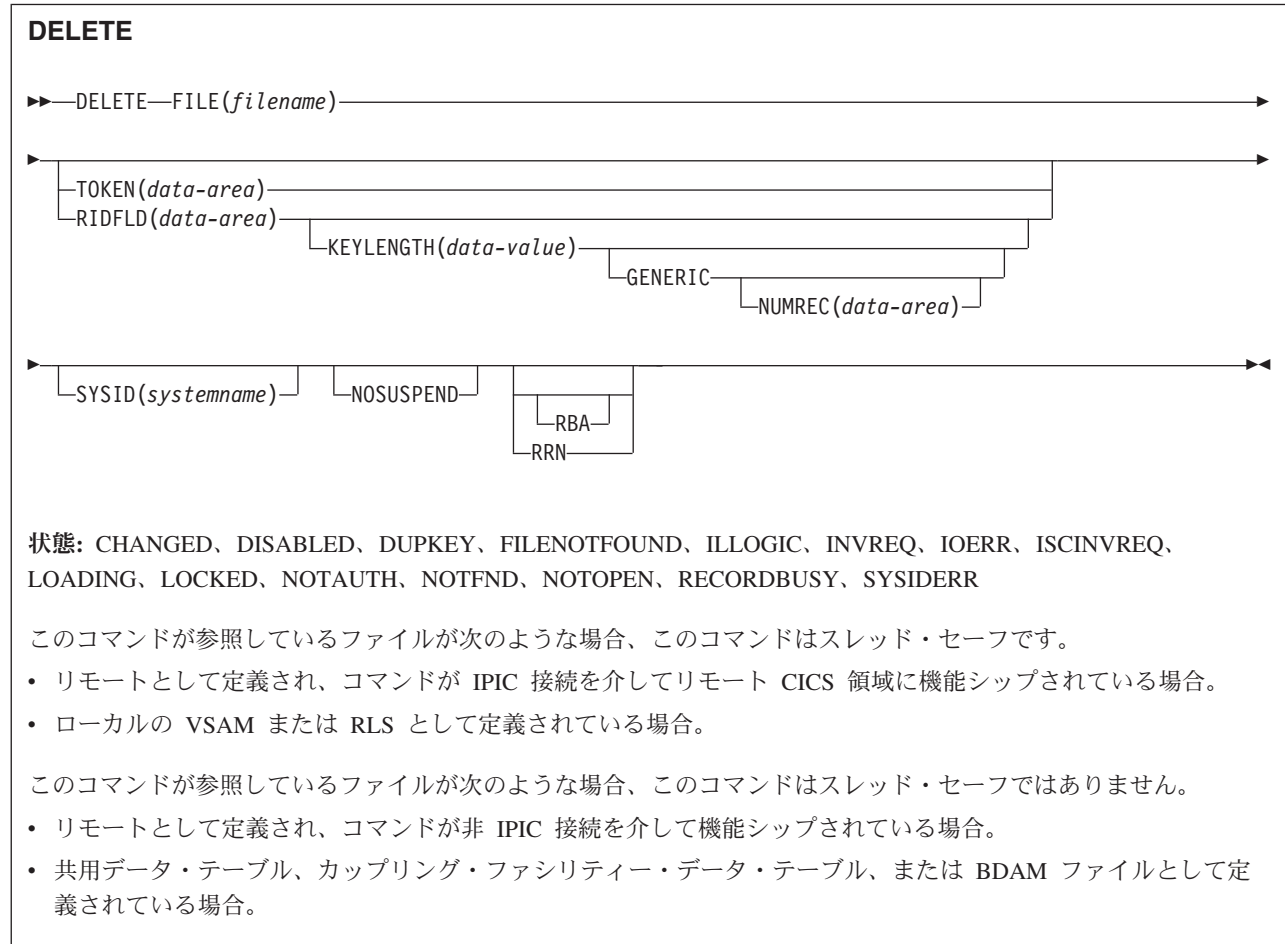 DELETE
DELETE FILE(filename)
TOKEN(data-area)
RIDFLD(data-area)
KEYLENGTH(data-value)
GENERIC
NUMREC(data-area)
SYSID(systemname) NOSUSPEND
RBA
RRN
状態: CHANGED、DISABLED、DUPKEY、FILENOTFOUND、ILLOGIC、INVREQ、IOERR、ISCINVREQ、
LOADING、LOCKED、NOTAUTH、NOTFND、NOTOPEN、RECORDBUSY、SYSIDERR
このコマンドが参照しているファイルが次のような場合、このコマンドはスレッド・セーフです。
• リモートとして定義され、コマンドが IPIC 接続を介してリモート CICS 領域に機能シップされている場合。
• ローカルの VSAM または RLS として定義されている場合。
このコマンドが参照しているファイルが次のような場合、このコマンドはスレッド・セーフではありません。
• リモートとして定義され、コマンドが非 IPIC 接続を介して機能シップされている場合。
• 共用データ・テーブル、カップリング・ファシリティー・データ・テーブル、または BDAM ファイルとして定
義されている場合。